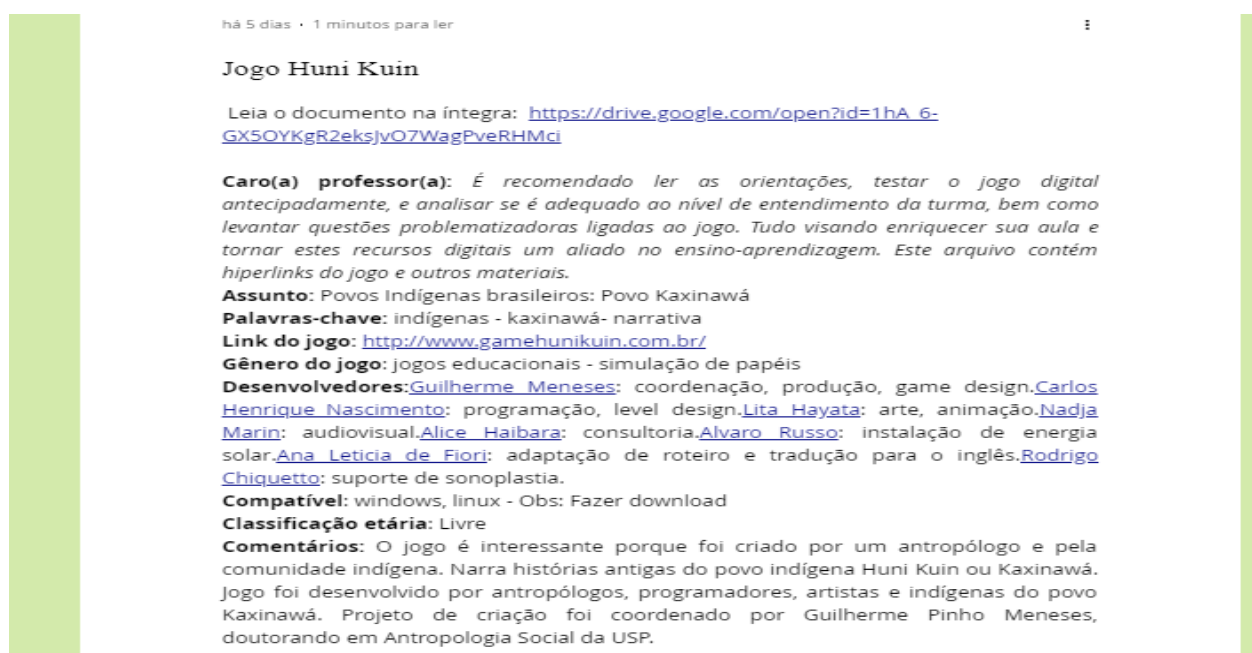 há 5 dias · 1 minutos para ler
Jogo Huni Kuin
Leia o documento na íntegra: https://drive.google.com/open?id=1hA_6-
GX5OYKgR2eksJvO7WagPveRHMci
Caro(a) professor(a): É recomendado ler as orientações, testar o jogo digital
antecipadamente, e analisar se é adequado ao nível de entendimento da turma, bem como
levantar questões problematizadoras ligadas ao jogo. Tudo visando enriquecer sua aula e
tornar estes recursos digitais um aliado no ensino-aprendizagem. Este arquivo contém
hiperlinks do jogo e outros materiais.
Assunto: Povos Indígenas brasileiros: Povo Kaxinawá
Palavras-chave: indígenas - kaxinawá- narrativa
Link do jogo: http://www.gamehunikuin.com.br/
Gênero do jogo: jogos educacionais - simulação de papéis
Desenvolvedores:Guilherme Meneses: coordenação, produção, game design.Carlos
Henrique Nascimento: programação, level design.Lita Hayata: arte, animação.Nadja
Marin: audiovisual.Alice Haibara: consultoria.Alvaro Russo: instalação de energia
solar.Ana Leticia de Fiori: adaptação de roteiro e tradução para o inglês.Rodrigo
Chiquetto: suporte de sonoplastia.
Compatível: windows, linux - Obs: Fazer download
Classificação etária: Livre
Comentários: O jogo é interessante porque foi criado por um antropólogo e pela
comunidade indígena. Narra histórias antigas do povo indígena Huni Kuin ou Kaxinawá.
Jogo foi desenvolvido por antropólogos, programadores, artistas e indígenas do povo
Kaxinawá. Projeto de criação foi coordenado por Guilherme Pinho Meneses,
doutorando em Antropologia Social da USP.